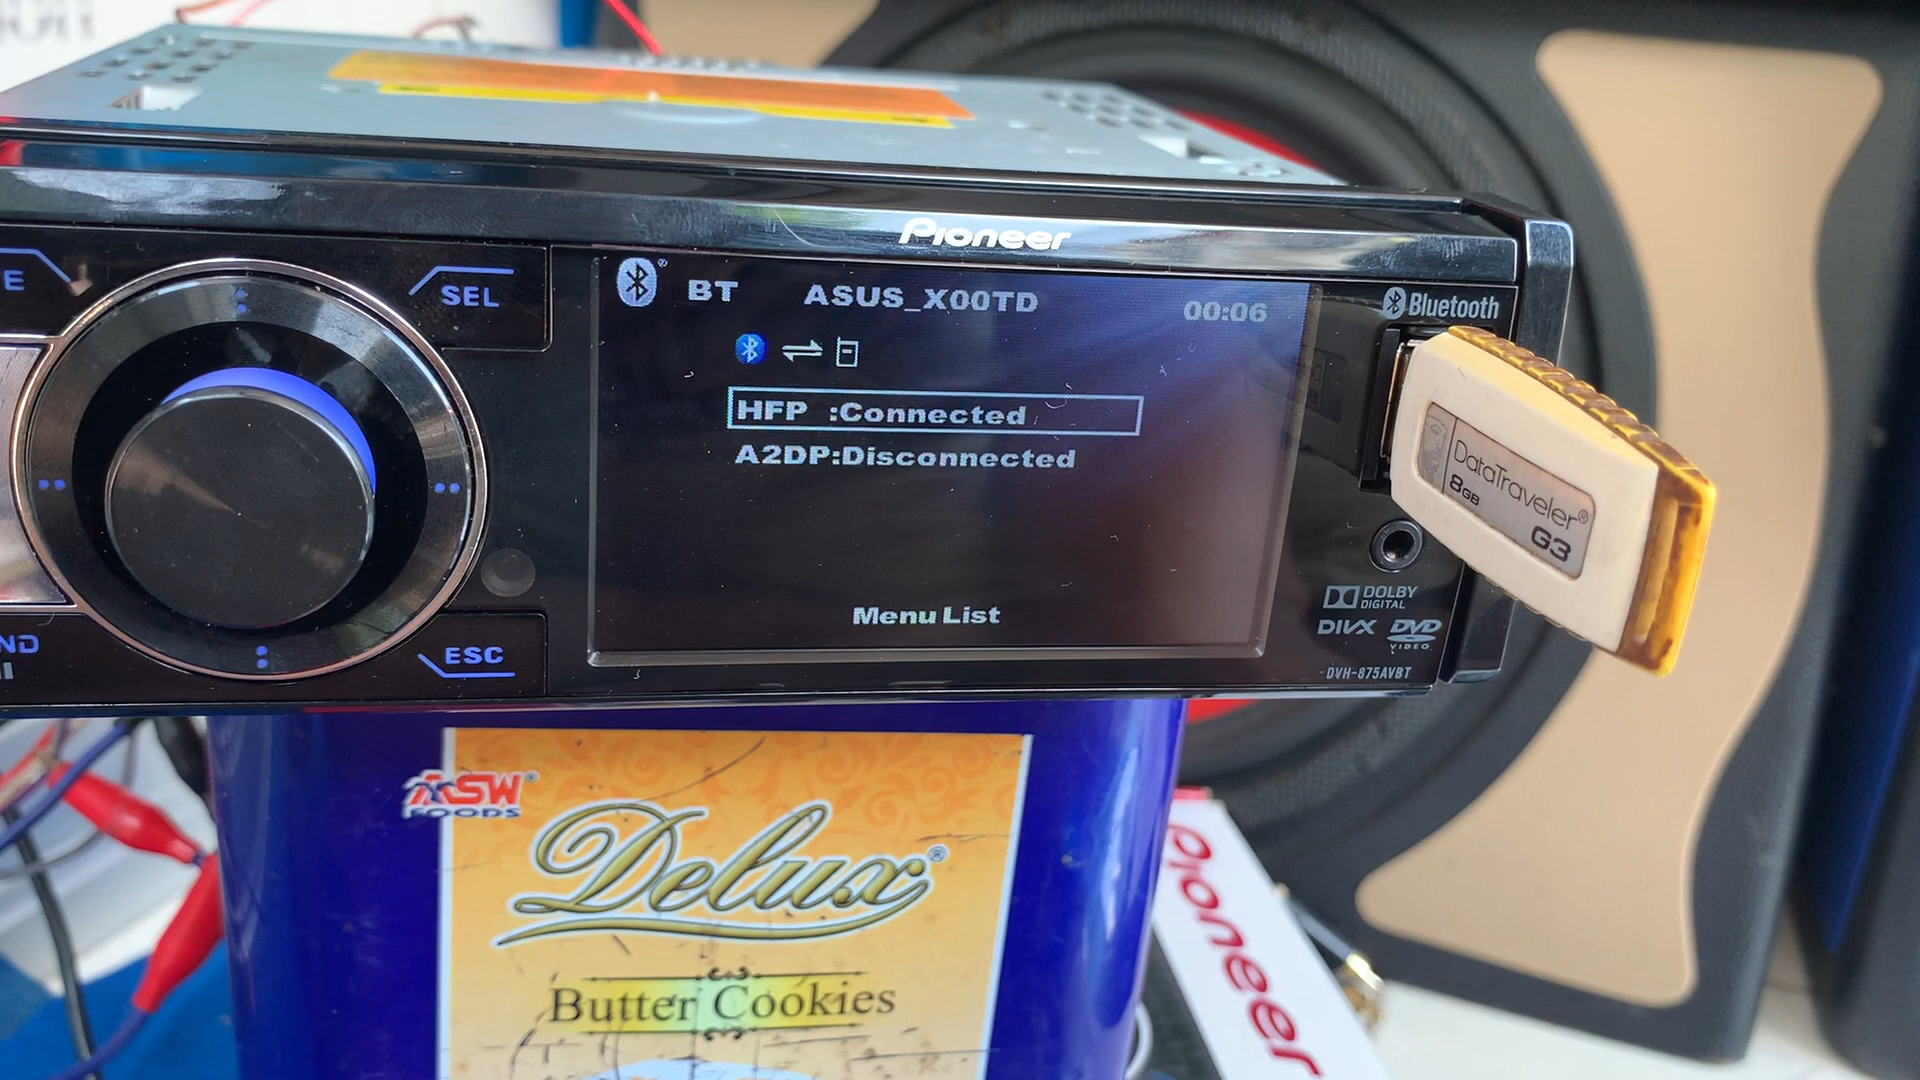 Pioneer
BT ASUS_X00TD 00:06
Bluetooth
SEL
HFP :Connected
A2DP:Disconnected
DataTraveler®
8GB
G3
Menu List
ESC
ND
DOLBY
DIGITAL
DIVX DVD
VIDEO
DVH-875AVBT
ASW®
FOODS
Delux®
Butter Cookies
Pioneer